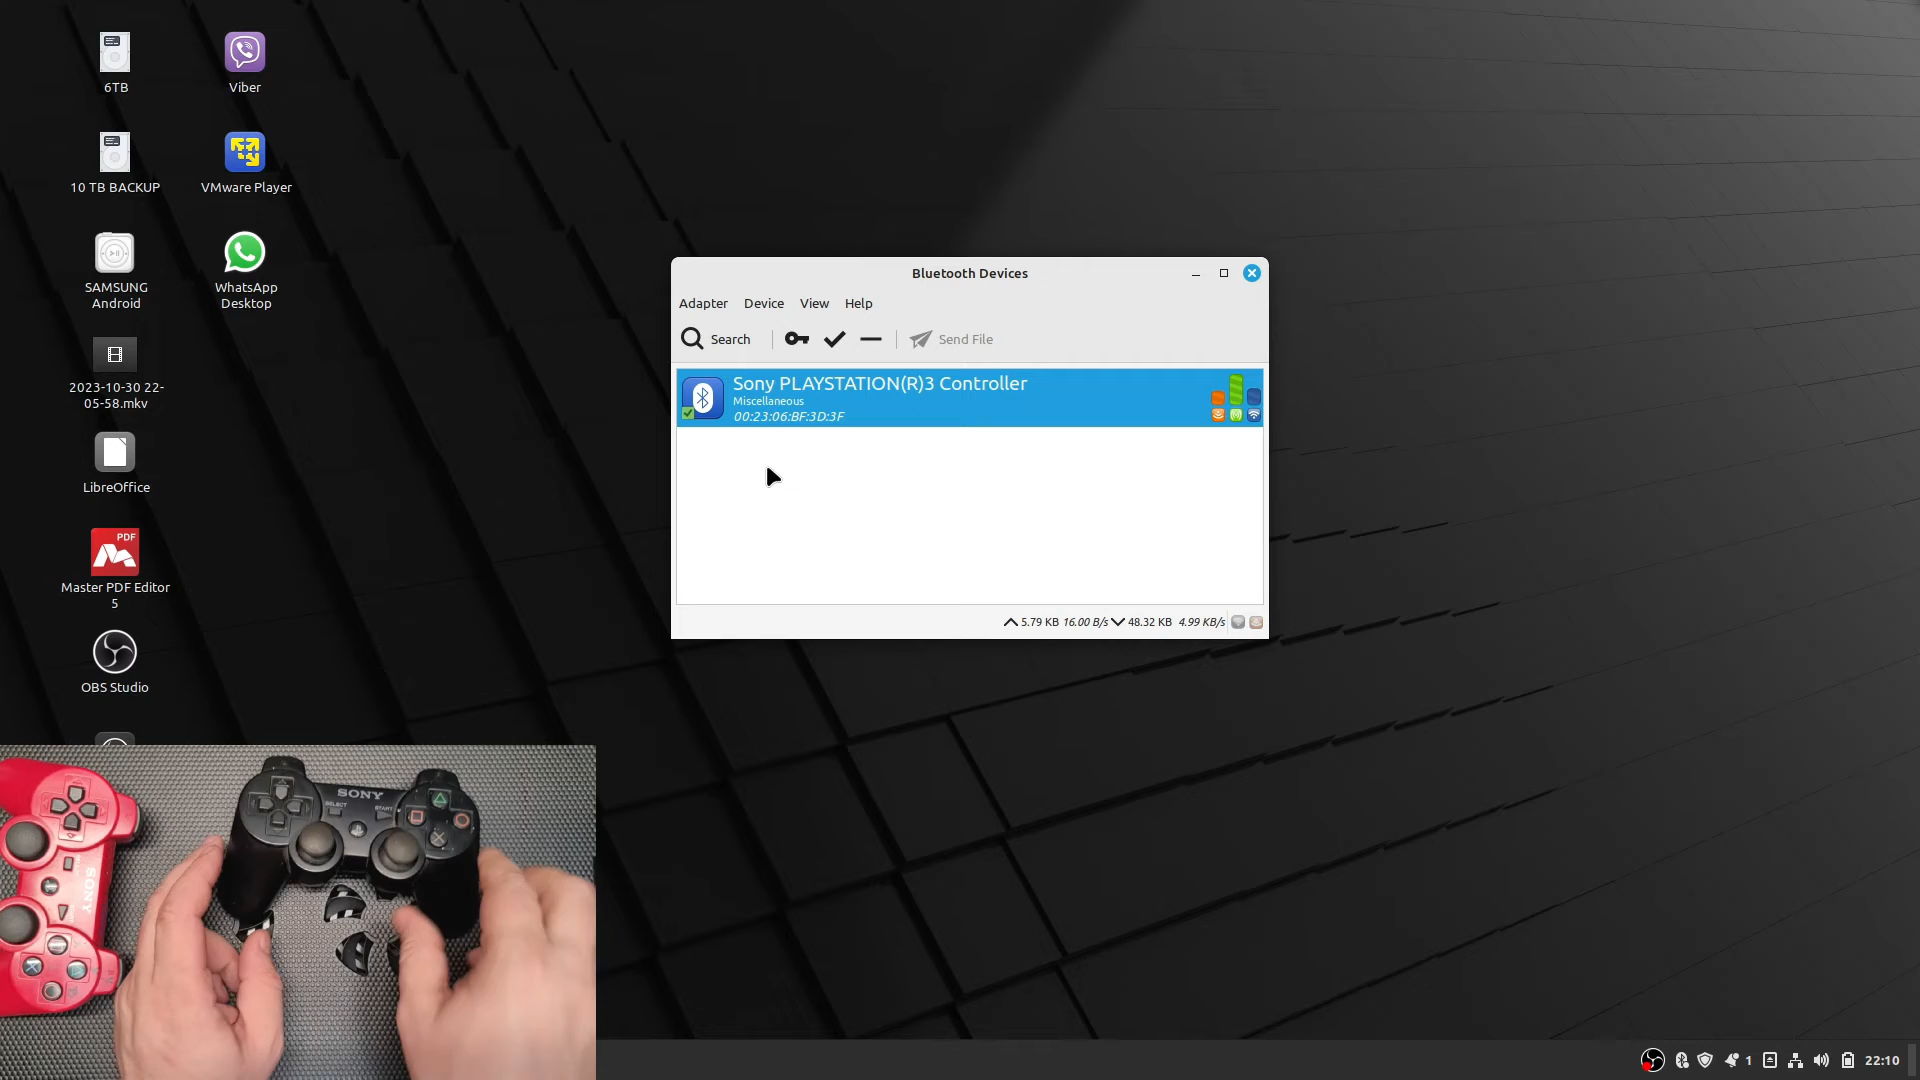 6TB
Viber
10 TB BACKUP
VMware Player
SAMSUNG
Android
WhatsApp
Desktop
2023-10-30 22-
05-58.mkv
LibreOffice
PDF
Master PDF Editor
5
OBS Studio
Bluetooth Devices
Adapter Device View Help
Search
Send File
Sony PLAYSTATION(R)3 Controller
Miscellaneous
00:23:06:BF:3D:3F
5.79 KB 16.00 B/s 48.32 KB 4.99 KB/s
SONY
SELECT
START
SONY
1
22:10